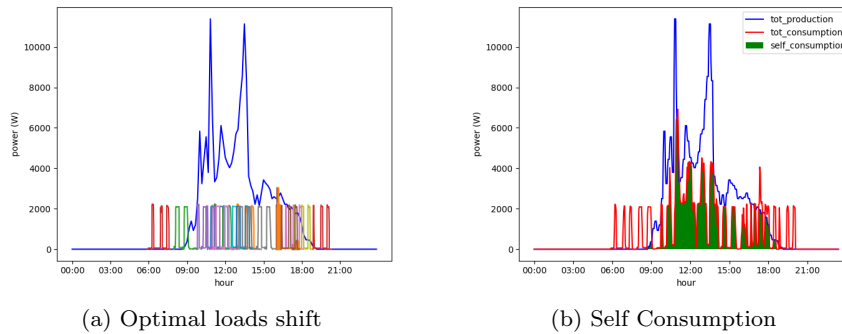 10000
8000
6000
4000
2000
0
power (W)
00:00 03:00 06:00 09:00 12:00 15:00 18:00 21:00
hour
(a) Optimal loads shift
tot_production
tot_consumption
self_consumption
10000
8000
6000
4000
2000
0
power (W)
00:00 03:00 06:00 09:00 12:00 15:00 18:00 21:00
hour
(b) Self Consumption